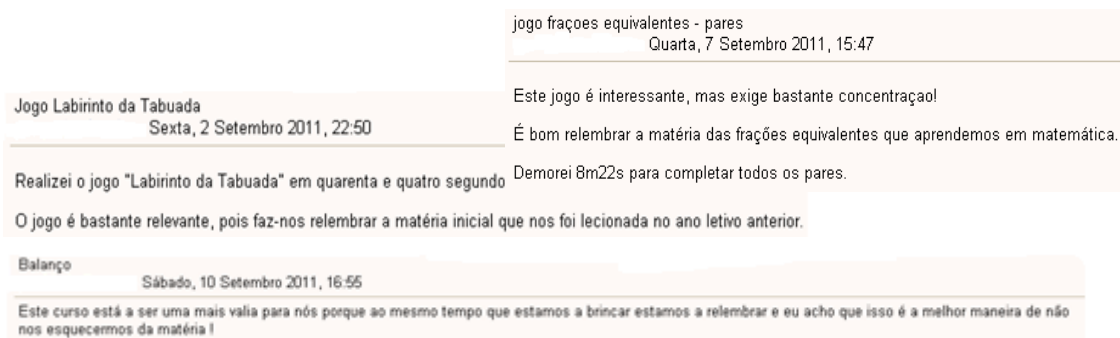 jogo fraçoes equivalentes - pares
Quarta, 7 Setembro 2011, 15:47
Este jogo é interessante, mas exige bastante concentraçao!
É bom relembrar a matéria das frações equivalentes que aprendemos em matemática.
Demorei 8m22s para completar todos os pares.
Jogo Labirinto da Tabuada
Sexta, 2 Setembro 2011, 22:50
Realizei o jogo "Labirinto da Tabuada" em quarenta e quatro segundo
O jogo é bastante relevante, pois faz-nos relembrar a matéria inicial que nos foi lecionada no ano letivo anterior.
Balanço
Sábado, 10 Setembro 2011, 16:55
Este curso está a ser uma mais valia para nós porque ao mesmo tempo que estamos a brincar estamos a relembrar e eu acho que isso é a melhor maneira de não
nos esquecermos da matéria !